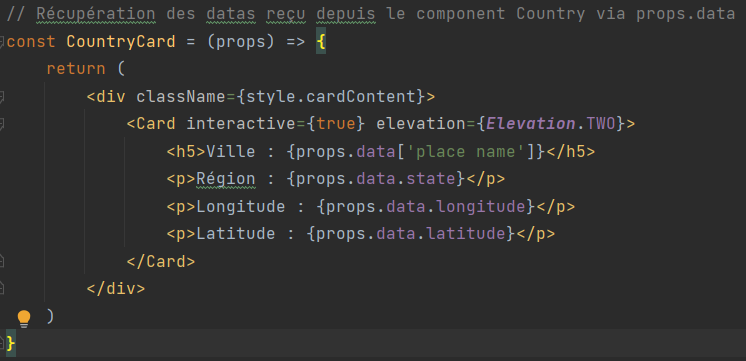 // Récupération des datas reçu depuis le component Country via props.data
const CountryCard = (props) => {
return (
<div className={style.cardContent}>
<Card interactive={true} elevation={Elevation.TWO}>
<h5>Ville : {props.data['place name']}</h5>
<p>Région : {props.data.state}</p>
<p>Longitude : {props.data.longitude}</p>
<p>Latitude : {props.data.latitude}</p>
</Card>
</div>
)
}